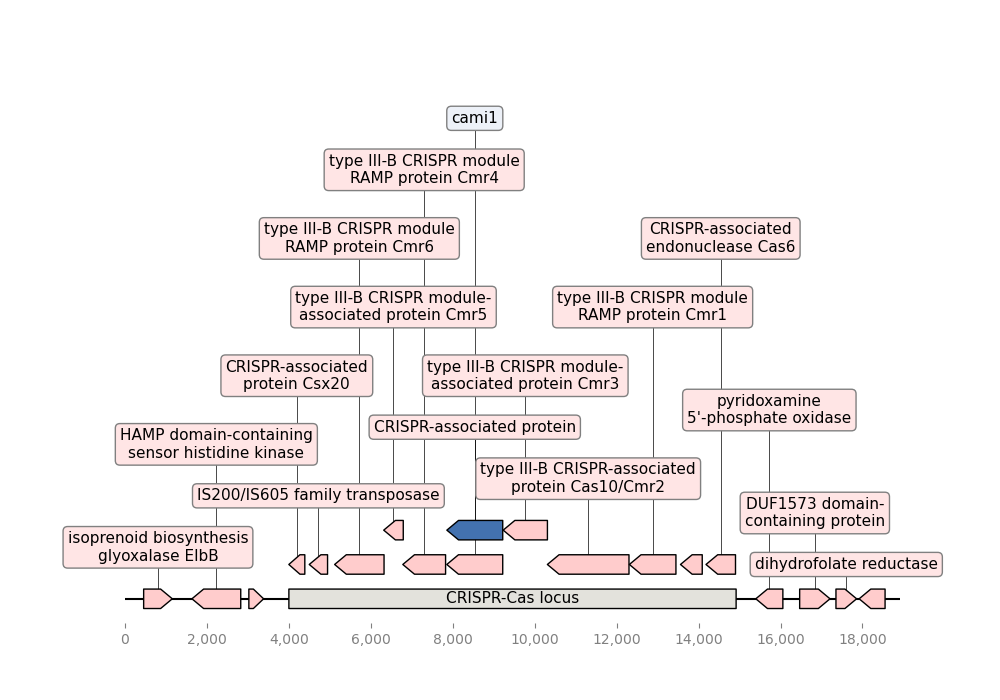 cami1
type III-B CRISPR module
RAMP protein Cmr4
type III-B CRISPR module
RAMP protein Cmr6
CRISPR-associated
endonuclease Cas6
type III-B CRISPR module-
associated protein Cmr5
type III-B CRISPR module
RAMP protein Cmr1
CRISPR-associated
protein Csx20
type III-B CRISPR module-
associated protein Cmr3
pyridoxamine
5'-phosphate oxidase
CRISPR-associated protein
HAMP domain-containing
sensor histidine kinase
type III-B CRISPR-associated
protein Cas10/Cmr2
IS200/IS605 family transposase
DUF1573 domain-
containing protein
isoprenoid biosynthesis
glyoxalase ElbB
dihydrofolate reductase
CRISPR-Cas locus
0 2,000 4,000 6,000 8,000 10,000 12,000 14,000 16,000 18,000